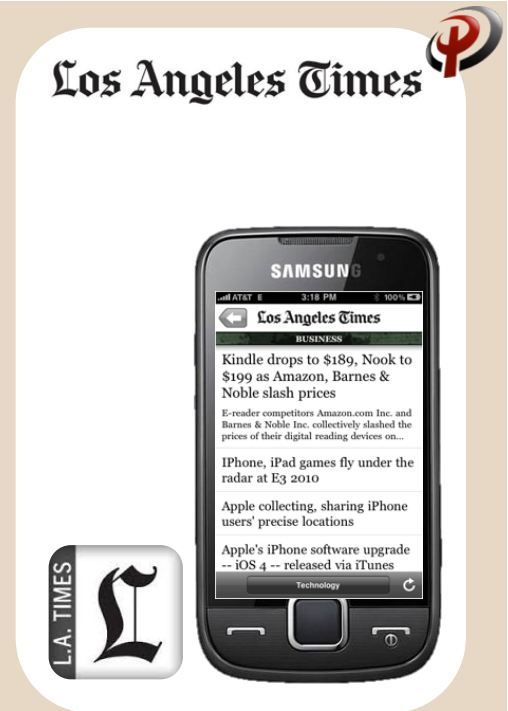 Los Angeles Times
SAMSUNG
AT&T E 3:18 PM 100%
Los Angeles Times
BUSINESS
Kindle drops to $189, Nook to
$199 as Amazon, Barnes &
Noble slash prices
E-reader competitors Amazon.com Inc. and
Barnes & Noble Inc. collectively slashed the
prices of their digital reading devices on...
IPhone, iPad games fly under the
radar at E3 2010
Apple collecting, sharing iPhone
users' precise locations
Apple's iPhone software upgrade
-- iOS 4 -- released via iTunes
Technology
L.A. TIMES
L